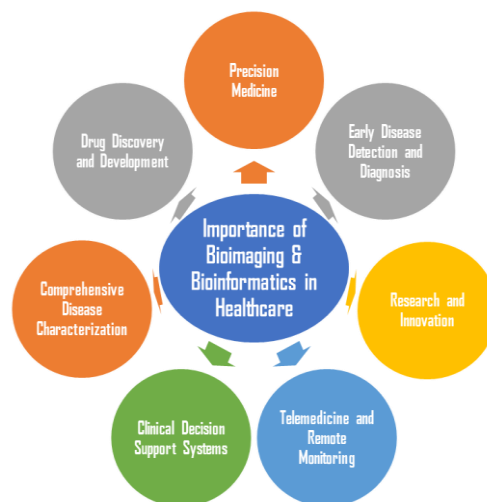 Precision
Medicine
Early Disease
Detection and
Diagnosis
Research and
Innovation
Telemedicine and
Remote
Monitoring
Clinical Decision
Support Systems
Comprehensive
Disease
Characterization
Drug Discovery
and Development
Importance of
Bioimaging &
Bioinformatics in
Healthcare